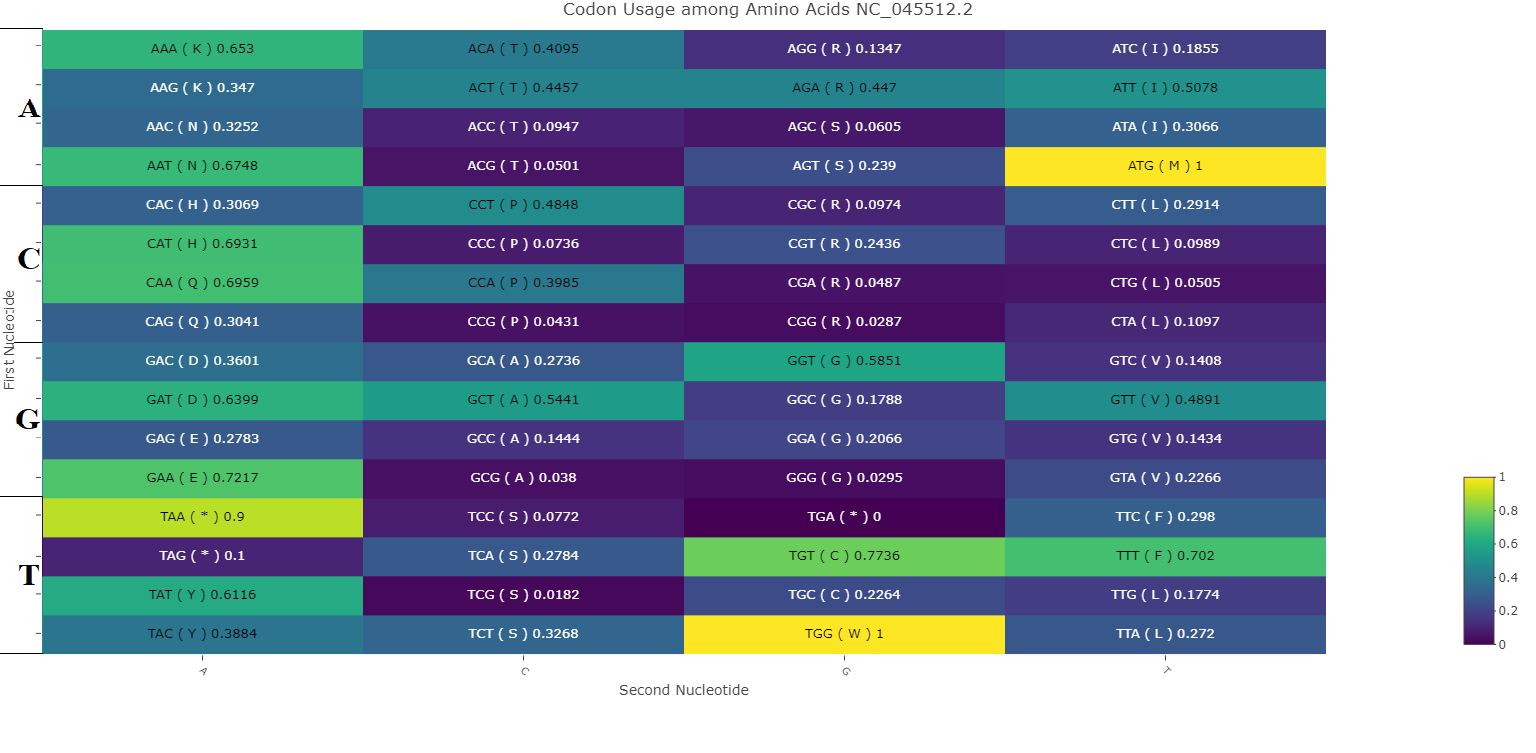 Codon Usage among Amino Acids NC_045512.2
A
AAA ( K ) 0.653 ACA ( T ) 0.4095 AGG ( R ) 0.1347 ATC ( I ) 0.1855
AAG ( K ) 0.347 ACT ( T ) 0.4457 AGA ( R ) 0.447 ATT ( I ) 0.5078
AAC ( N ) 0.3252 ACC ( T ) 0.0947 AGC ( S ) 0.0605 ATA ( I ) 0.3066
AAT ( N ) 0.6748 ACG ( T ) 0.0501 AGT ( S ) 0.239 ATG ( M ) 1
C
CAC ( H ) 0.3069 CCT ( P ) 0.4848 CGC ( R ) 0.0974 CTT ( L ) 0.2914
CAT ( H ) 0.6931 CCC ( P ) 0.0736 CGT ( R ) 0.2436 CTC ( L ) 0.0989
CAA ( Q ) 0.6959 CCA ( P ) 0.3985 CGA ( R ) 0.0487 CTG ( L ) 0.0505
CAG ( Q ) 0.3041 CCG ( P ) 0.0431 CGG ( R ) 0.0287 CTA ( L ) 0.1097
G
GAC ( D ) 0.3601 GCA ( A ) 0.2736 GGT ( G ) 0.5851 GTC ( V ) 0.1408
GAT ( D ) 0.6399 GCT ( A ) 0.5441 GGC ( G ) 0.1788 GTT ( V ) 0.4891
GAG ( E ) 0.2783 GCC ( A ) 0.1444 GGA ( G ) 0.2066 GTG ( V ) 0.1434
GAA ( E ) 0.7217 GCG ( A ) 0.038 GGG ( G ) 0.0295 GTA ( V ) 0.2266
T
TAA ( * ) 0.9 TCC ( S ) 0.0772 TGA ( * ) 0 TTC ( F ) 0.298
TAG ( * ) 0.1 TCA ( S ) 0.2784 TGT ( C ) 0.7736 TTT ( F ) 0.702
TAT ( Y ) 0.6116 TCG ( S ) 0.0182 TGC ( C ) 0.2264 TTG ( L ) 0.1774
TAC ( Y ) 0.3884 TCT ( S ) 0.3268 TGG ( W ) 1 TTA ( L ) 0.272
First Nucleotide
A C G T
Second Nucleotide
1
0.8
0.6
0.4
0.2
0